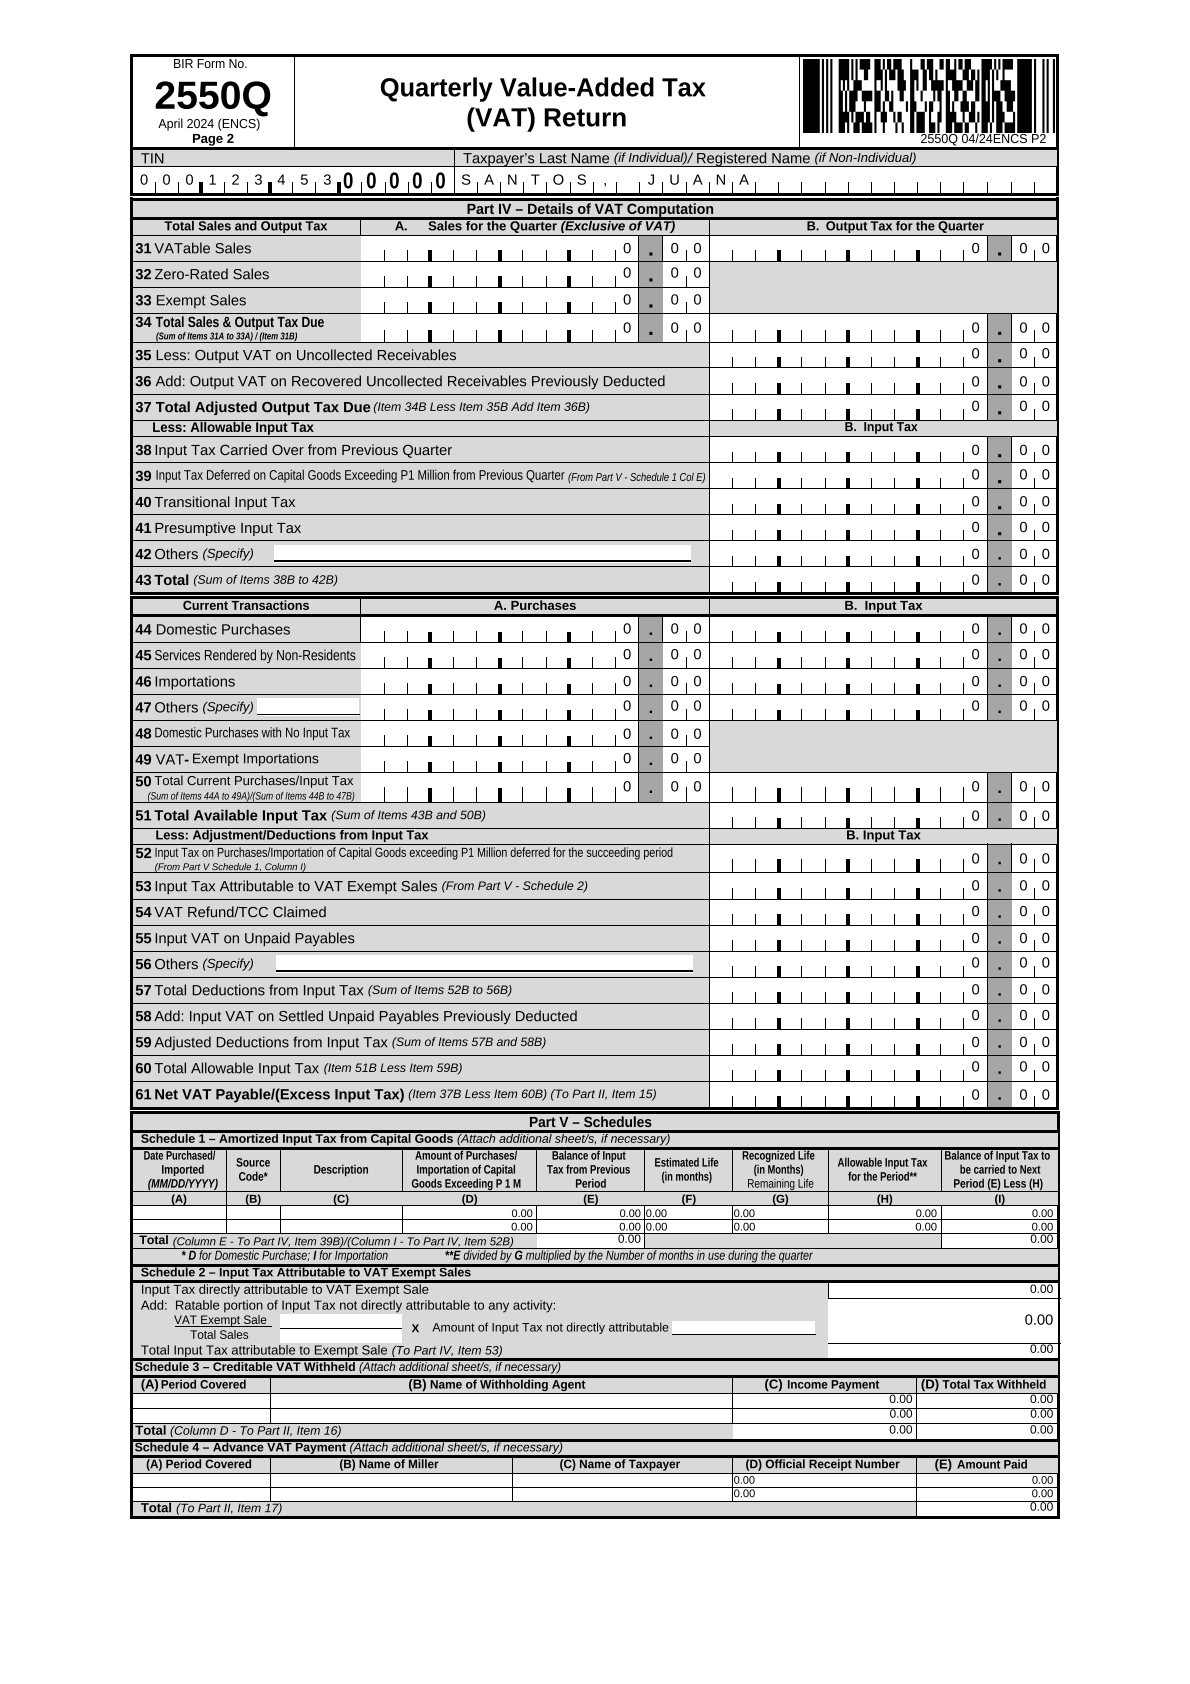 BIR Form No.
2550Q
April 2024 (ENCS)
Page 2
Quarterly Value-Added Tax
(VAT) Return
2550Q 04/24ENCS P2
TIN Taxpayer's Last Name (if Individual)/ Registered Name (if Non-Individual)
0 0 0 1 2 3 4 5 3 0 0 0 0 0 S A N T O S , J U A N A
Part IV – Details of VAT Computation
Total Sales and Output Tax A. Sales for the Quarter (Exclusive of VAT) B. Output Tax for the Quarter
31 VATable Sales 0 . 0 0 0 . 0 0
32 Zero-Rated Sales 0 . 0 0
33 Exempt Sales 0 . 0 0
34 Total Sales & Output Tax Due 0 . 0 0 0 . 0 0
(Sum of Items 31A to 33A) / (Item 31B)
35 Less: Output VAT on Uncollected Receivables 0 . 0 0
36 Add: Output VAT on Recovered Uncollected Receivables Previously Deducted 0 . 0 0
37 Total Adjusted Output Tax Due (Item 34B Less Item 35B Add Item 36B) 0 . 0 0
Less: Allowable Input Tax B. Input Tax
38 Input Tax Carried Over from Previous Quarter 0 . 0 0
39 Input Tax Deferred on Capital Goods Exceeding P1 Million from Previous Quarter (From Part V - Schedule 1 Col E) 0 . 0 0
40 Transitional Input Tax 0 . 0 0
41 Presumptive Input Tax 0 . 0 0
42 Others (Specify) 0 . 0 0
43 Total (Sum of Items 38B to 42B) 0 . 0 0
Current Transactions A. Purchases B. Input Tax
44 Domestic Purchases 0 . 0 0 0 . 0 0
45 Services Rendered by Non-Residents 0 . 0 0 0 . 0 0
46 Importations 0 . 0 0 0 . 0 0
47 Others (Specify) 0 . 0 0 0 . 0 0
48 Domestic Purchases with No Input Tax 0 . 0 0
49 VAT- Exempt Importations 0 . 0 0
50 Total Current Purchases/Input Tax 0 . 0 0 0 . 0 0
(Sum of Items 44A to 49A)/(Sum of Items 44B to 47B)
51 Total Available Input Tax (Sum of Items 43B and 50B) 0 . 0 0
Less: Adjustment/Deductions from Input Tax B. Input Tax
52 Input Tax on Purchases/Importation of Capital Goods exceeding P1 Million deferred for the succeeding period 0 . 0 0
(From Part V Schedule 1, Column I)
53 Input Tax Attributable to VAT Exempt Sales (From Part V - Schedule 2) 0 . 0 0
54 VAT Refund/TCC Claimed 0 . 0 0
55 Input VAT on Unpaid Payables 0 . 0 0
56 Others (Specify) 0 . 0 0
57 Total Deductions from Input Tax (Sum of Items 52B to 56B) 0 . 0 0
58 Add: Input VAT on Settled Unpaid Payables Previously Deducted 0 . 0 0
59 Adjusted Deductions from Input Tax (Sum of Items 57B and 58B) 0 . 0 0
60 Total Allowable Input Tax (Item 51B Less Item 59B) 0 . 0 0
61 Net VAT Payable/(Excess Input Tax) (Item 37B Less Item 60B) (To Part II, Item 15) 0 . 0 0
Part V – Schedules
Schedule 1 – Amortized Input Tax from Capital Goods (Attach additional sheet/s, if necessary)
Date Purchased/ Imported (MM/DD/YYYY) Source Code* Description Amount of Purchases/ Importation of Capital Goods Exceeding P 1 M Balance of Input Tax from Previous Period Estimated Life (in months) Recognized Life (in Months) Remaining Life Allowable Input Tax for the Period** Balance of Input Tax to be carried to Next Period (E) Less (H)
(A) (B) (C) (D) (E) (F) (G) (H) (I)
0.00 0.00 0.00 0.00 0.00 0.00
0.00 0.00 0.00 0.00 0.00 0.00
Total (Column E - To Part IV, Item 39B)/(Column I - To Part IV, Item 52B) 0.00 0.00
* D for Domestic Purchase; I for Importation **E divided by G multiplied by the Number of months in use during the quarter
Schedule 2 – Input Tax Attributable to VAT Exempt Sales
Input Tax directly attributable to VAT Exempt Sale 0.00
Add: Ratable portion of Input Tax not directly attributable to any activity:
VAT Exempt Sale X Amount of Input Tax not directly attributable 0.00
Total Sales
Total Input Tax attributable to Exempt Sale (To Part IV, Item 53) 0.00
Schedule 3 – Creditable VAT Withheld (Attach additional sheet/s, if necessary)
(A) Period Covered (B) Name of Withholding Agent (C) Income Payment (D) Total Tax Withheld
0.00 0.00
0.00 0.00
Total (Column D - To Part II, Item 16) 0.00 0.00
Schedule 4 – Advance VAT Payment (Attach additional sheet/s, if necessary)
(A) Period Covered (B) Name of Miller (C) Name of Taxpayer (D) Official Receipt Number (E) Amount Paid
0.00 0.00
0.00 0.00
Total (To Part II, Item 17) 0.00